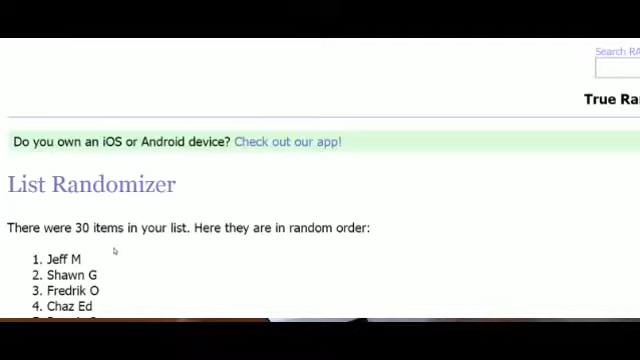 Search RA
True Ra
Do you own an iOS or Android device? Check out our app!
List Randomizer
There were 30 items in your list. Here they are in random order:
1. Jeff M
2. Shawn G
3. Fredrik O
4. Chaz Ed